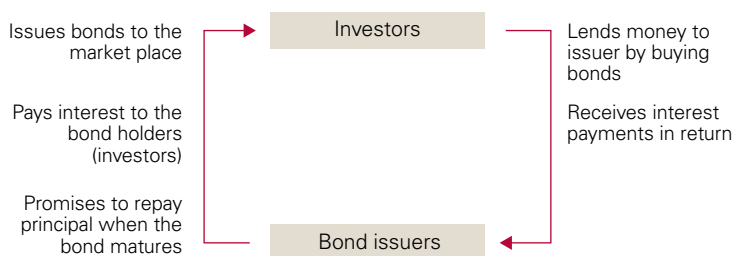 Issues bonds to the
market place
Pays interest to the
bond holders
(investors)
Promises to repay
principal when the
bond matures
Investors
Bond issuers
Lends money to
issuer by buying
bonds
Receives interest
payments in return